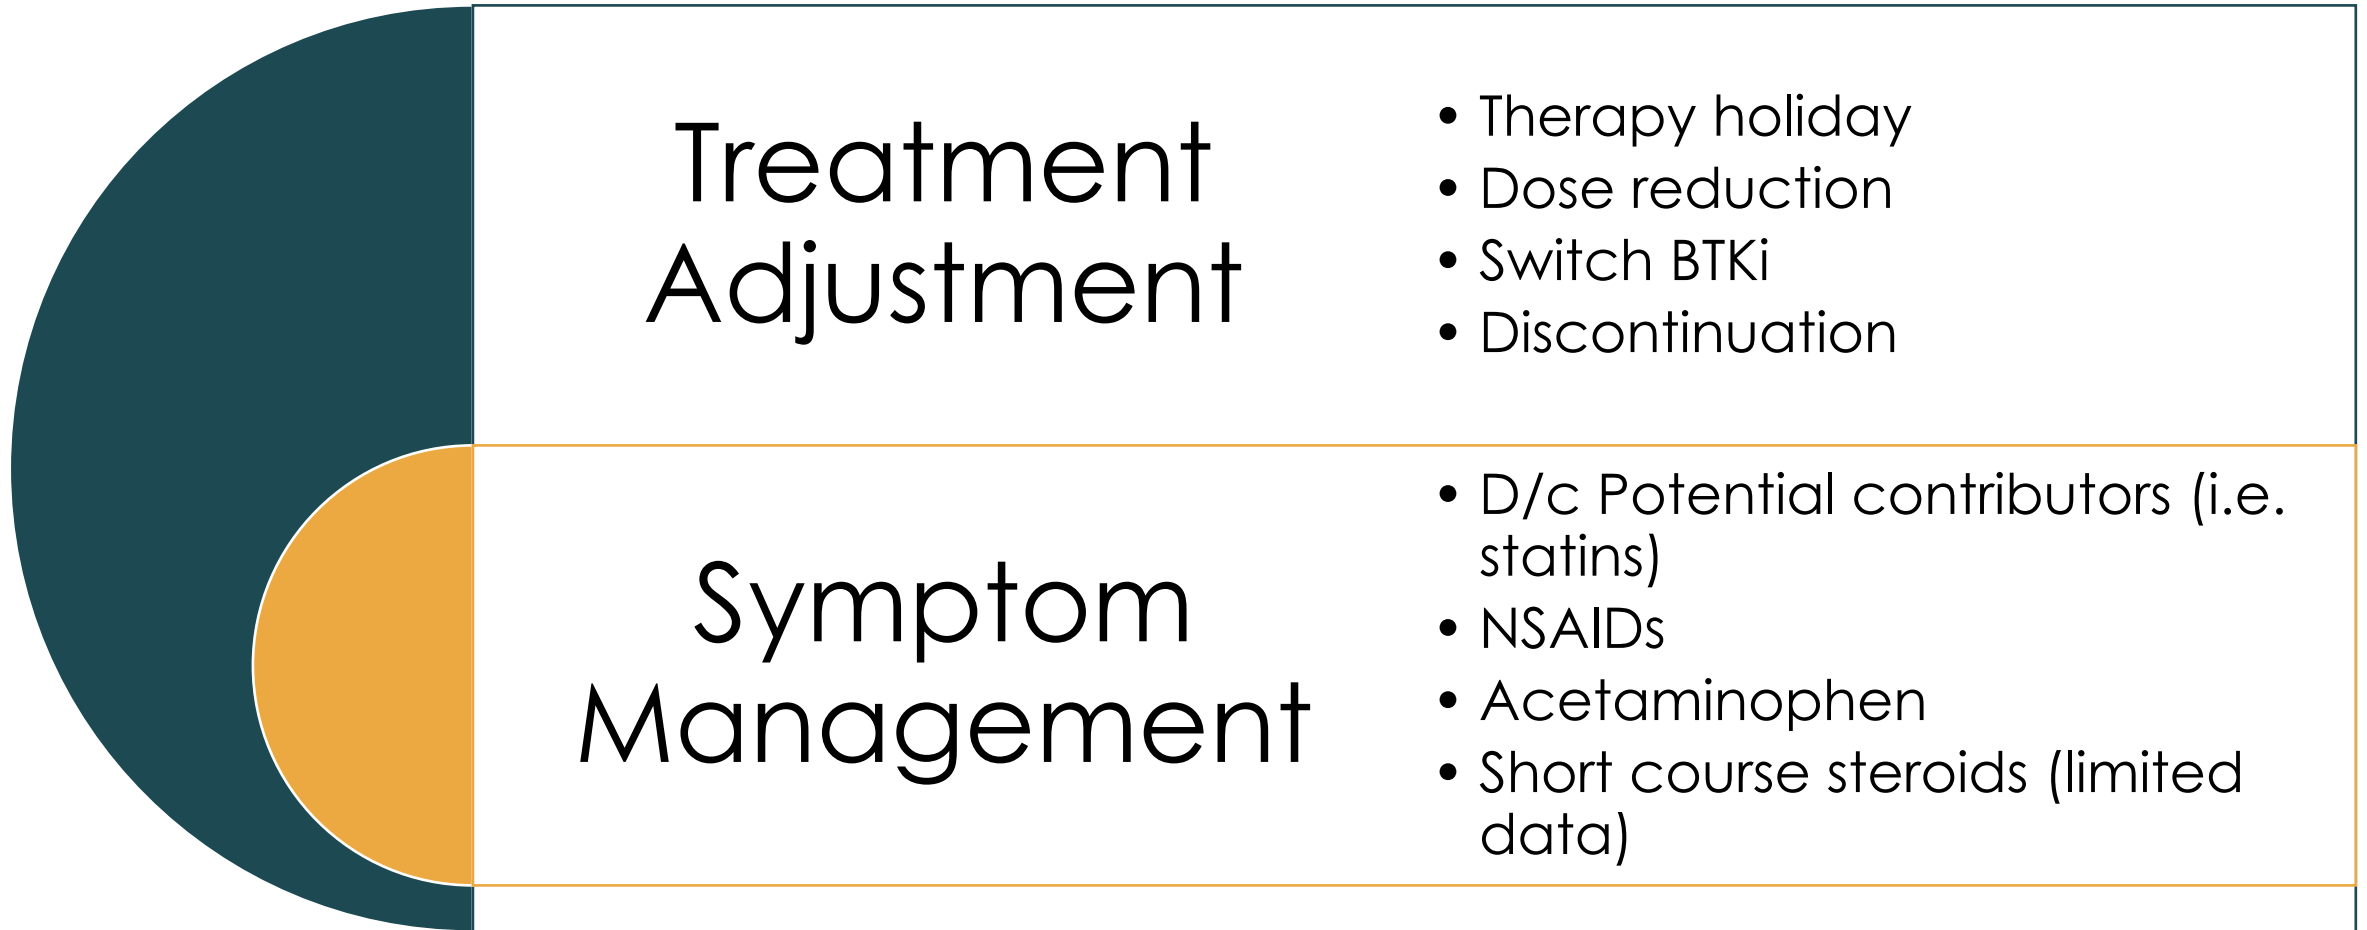 Treatment
Adjustment
• Therapy holiday
• Dose reduction
• Switch BTKi
• Discontinuation
Symptom
Management
• D/c Potential contributors (i.e.
statins)
• NSAIDs
• Acetaminophen
• Short course steroids (limited
data)